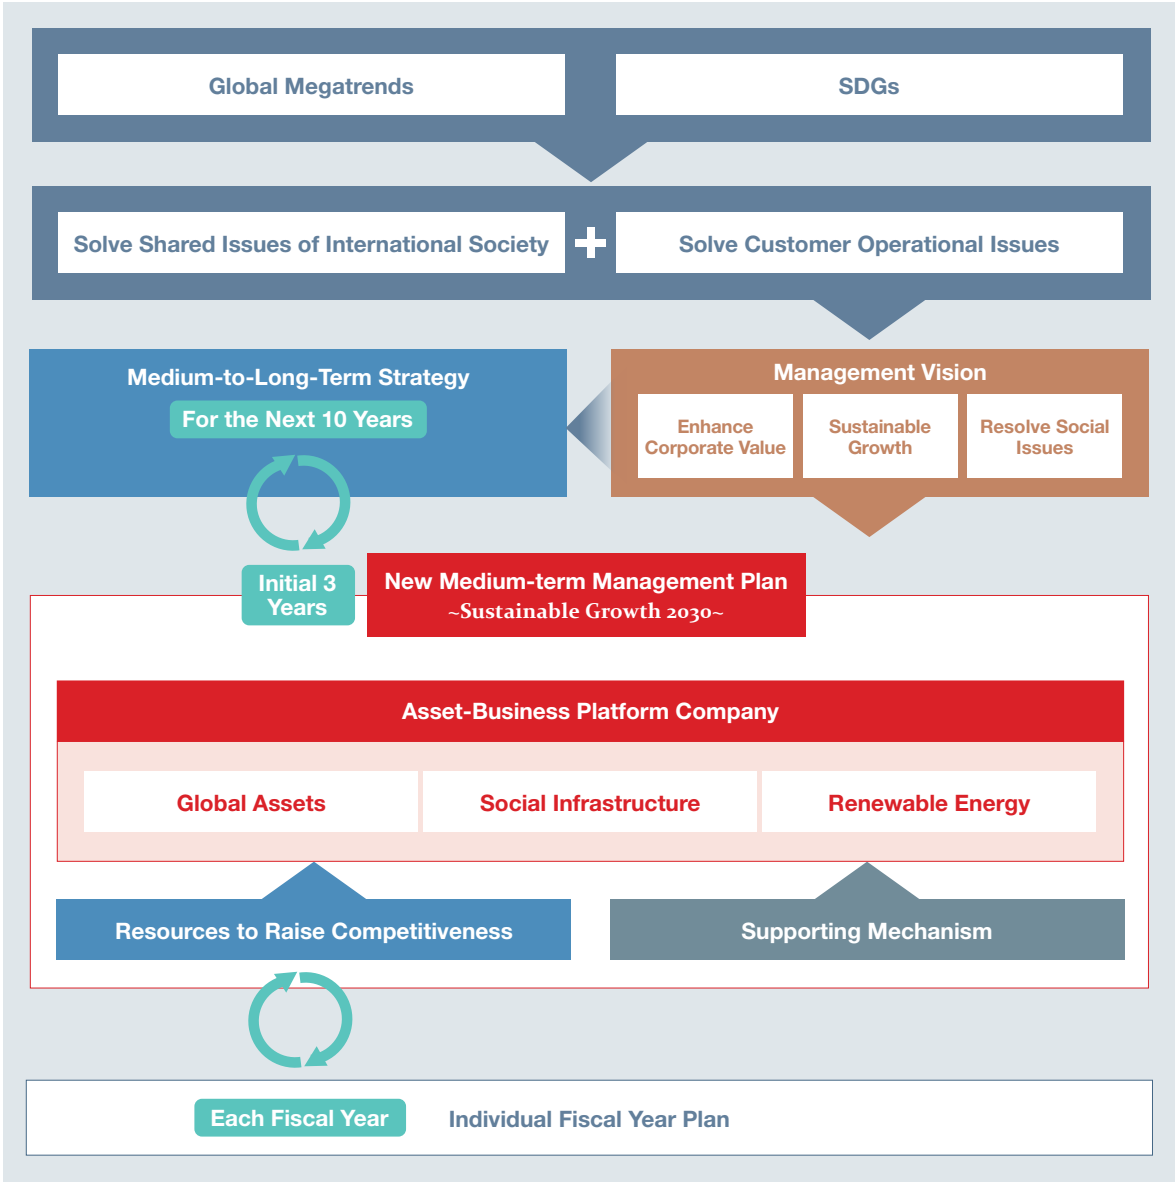 Global Megatrends
SDGs
Solve Shared Issues of International Society
+
Solve Customer Operational Issues
Medium-to-Long-Term Strategy
For the Next 10 Years
Management Vision
Enhance
Corporate Value
Sustainable
Growth
Resolve Social
Issues
Initial 3
Years
New Medium-term Management Plan
~Sustainable Growth 2030~
Asset-Business Platform Company
Global Assets
Social Infrastructure
Renewable Energy
Resources to Raise Competitiveness
Supporting Mechanism
Each Fiscal Year
Individual Fiscal Year Plan